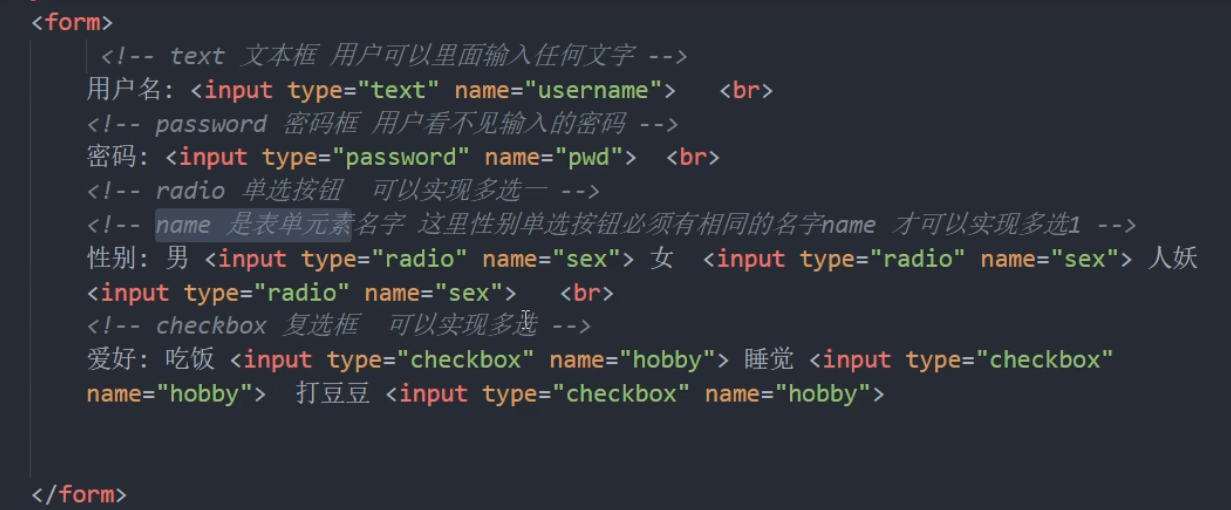 <form>
<!-- text 文本框 用户可以里面输入任何文字 -->
用户名: <input type="text" name="username"> <br>
<!-- password 密码框 用户看不见输入的密码 -->
密码: <input type="password" name="pwd"> <br>
<!-- radio 单选按钮 可以实现多选一 -->
<!-- name 是表单元素名字 这里性别单选按钮必须有相同的名字name 才可以实现多选1 -->
性别: 男 <input type="radio" name="sex"> 女 <input type="radio" name="sex"> 人妖
<input type="radio" name="sex"> <br>
<!-- checkbox 复选框 可以实现多选 -->
爱好: 吃饭 <input type="checkbox" name="hobby"> 睡觉 <input type="checkbox"
name="hobby"> 打豆豆 <input type="checkbox" name="hobby">
</form>